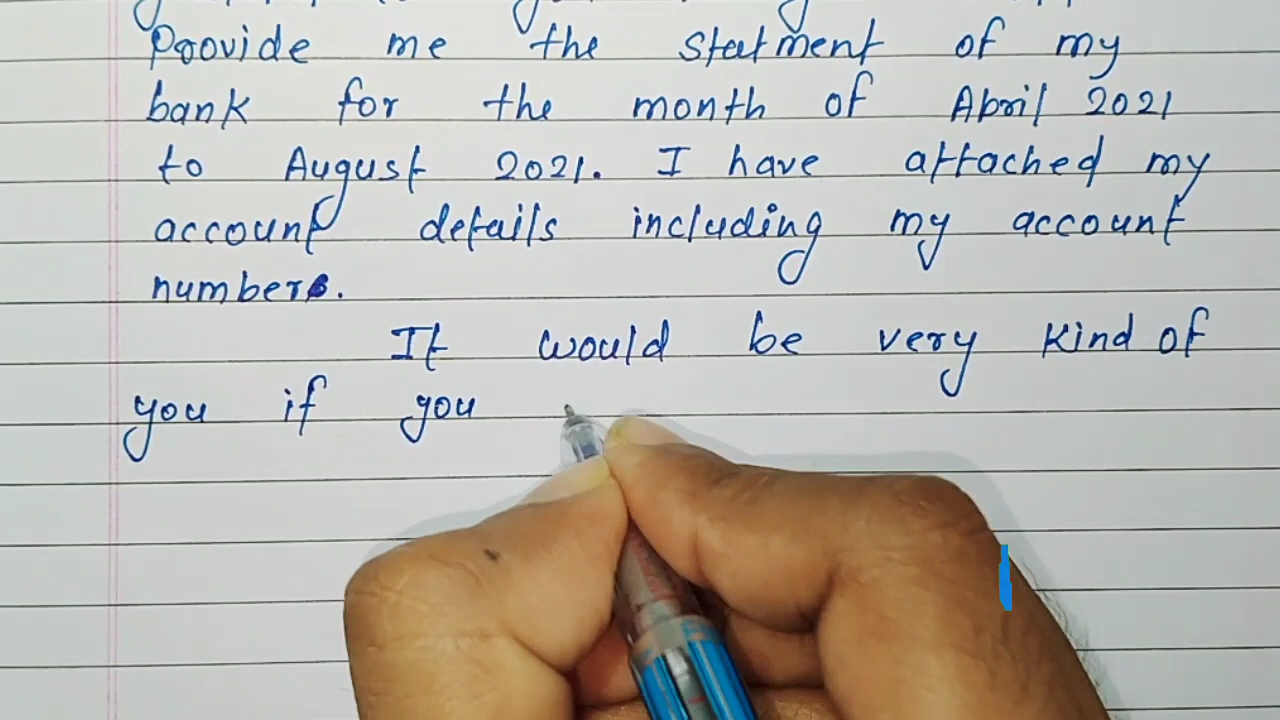 Provide me the statment of my
bank for the month of April 2021
to August 2021. I have attached my
account details including my account
number.
It would be very kind of
you if you